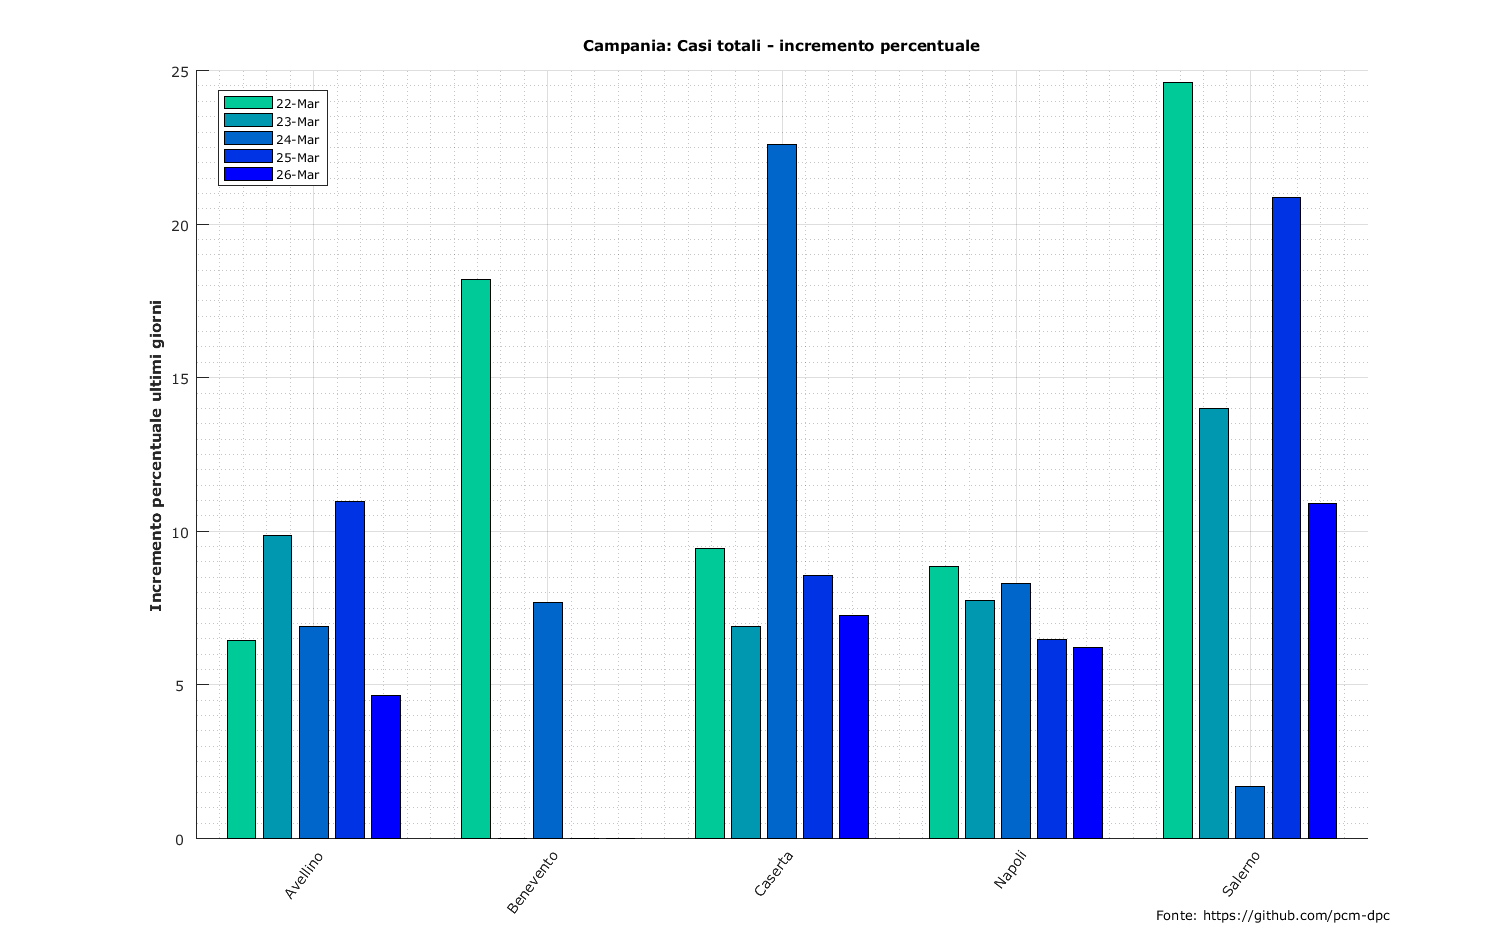 Campania: Casi totali - incremento percentuale
25
20
15
10
5
0
Incremento percentuale ultimi giorni
22-Mar
23-Mar
24-Mar
25-Mar
26-Mar
Avellino
Benevento
Caserta
Napoli
Salerno
Fonte: https://github.com/pcm-dpc